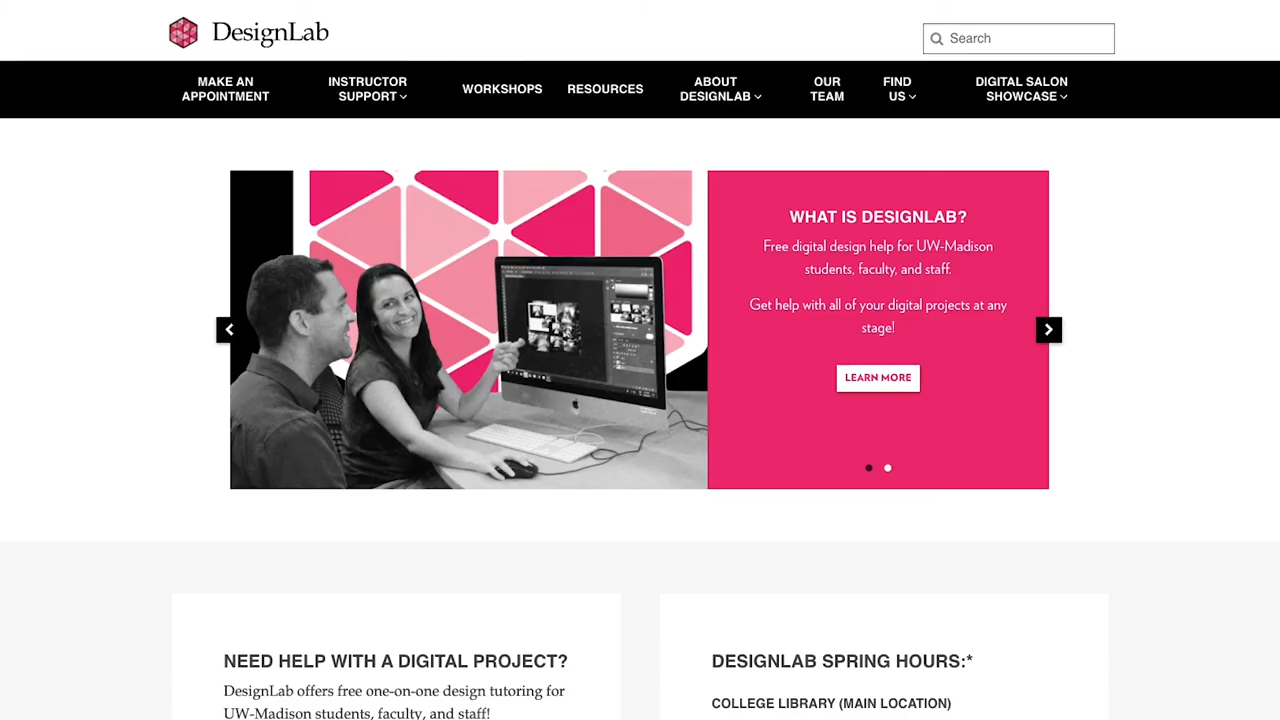 DesignLab
Search
MAKE AN
APPOINTMENT
INSTRUCTOR
SUPPORT
WORKSHOPS
RESOURCES
ABOUT
DESIGNLAB
OUR
TEAM
FIND
US
DIGITAL SALON
SHOWCASE
WHAT IS DESIGNLAB?
Free digital design help for UW-Madison
students, faculty, and staff.
Get help with all of your digital projects at any
stage!
LEARN MORE
NEED HELP WITH A DIGITAL PROJECT?
DesignLab offers free one-on-one design tutoring for
UW-Madison students, faculty, and staff!
DESIGNLAB SPRING HOURS:*
COLLEGE LIBRARY (MAIN LOCATION)